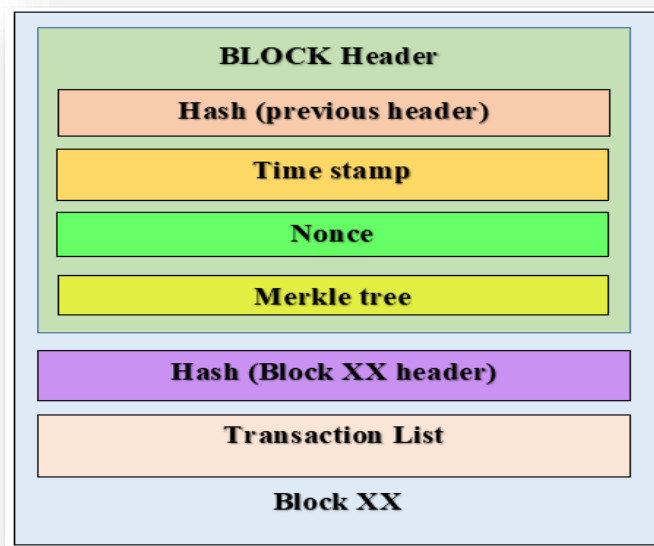 BLOCK Header
Hash (previous header)
Time stamp
Nonce
Merkle tree
Hash (Block XX header)
Transaction List
Block XX